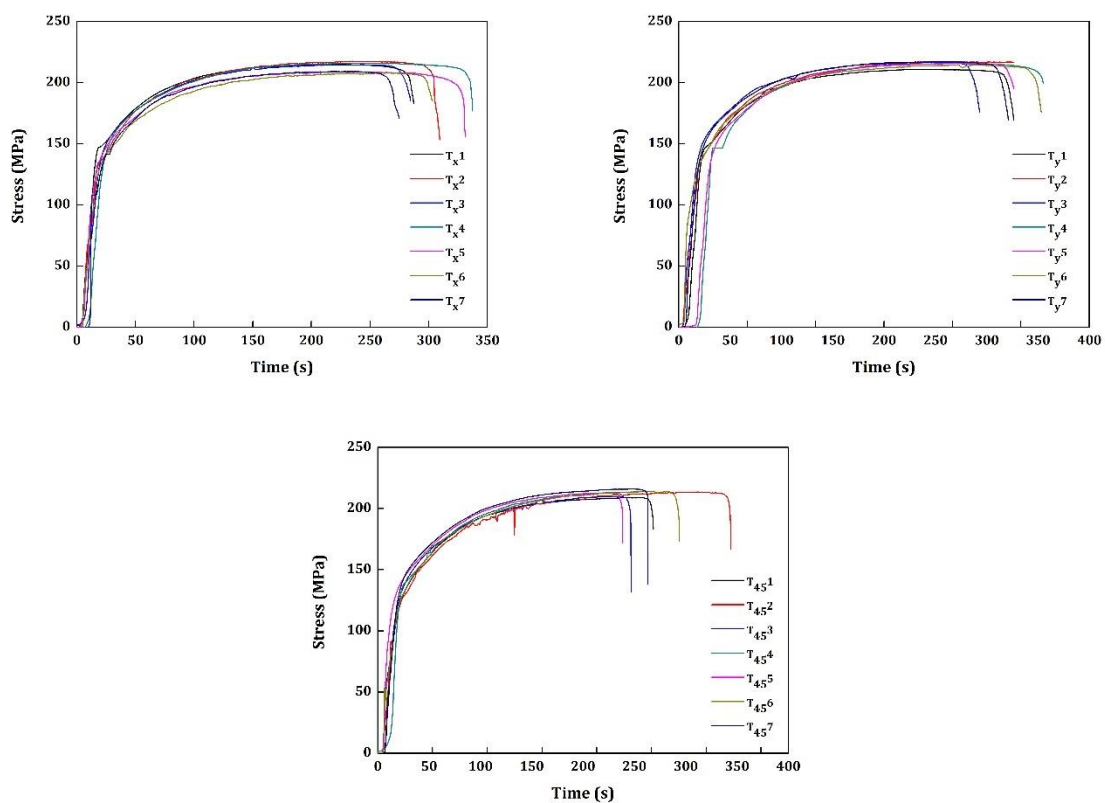 250
200
150
100
50
0
Stress (MPa)
0 50 100 150 200 250 300 350
Time (s)
Tx1
Tx2
Tx3
Tx4
Tx5
Tx6
Tx7
250
200
150
100
50
0
Stress (MPa)
0 50 100 150 200 250 300 350 400
Time (s)
Ty1
Ty2
Ty3
Ty4
Ty5
Ty6
Ty7
250
200
150
100
50
0
Stress (MPa)
0 50 100 150 200 250 300 350 400
Time (s)
T451
T452
T453
T454
T455
T456
T457